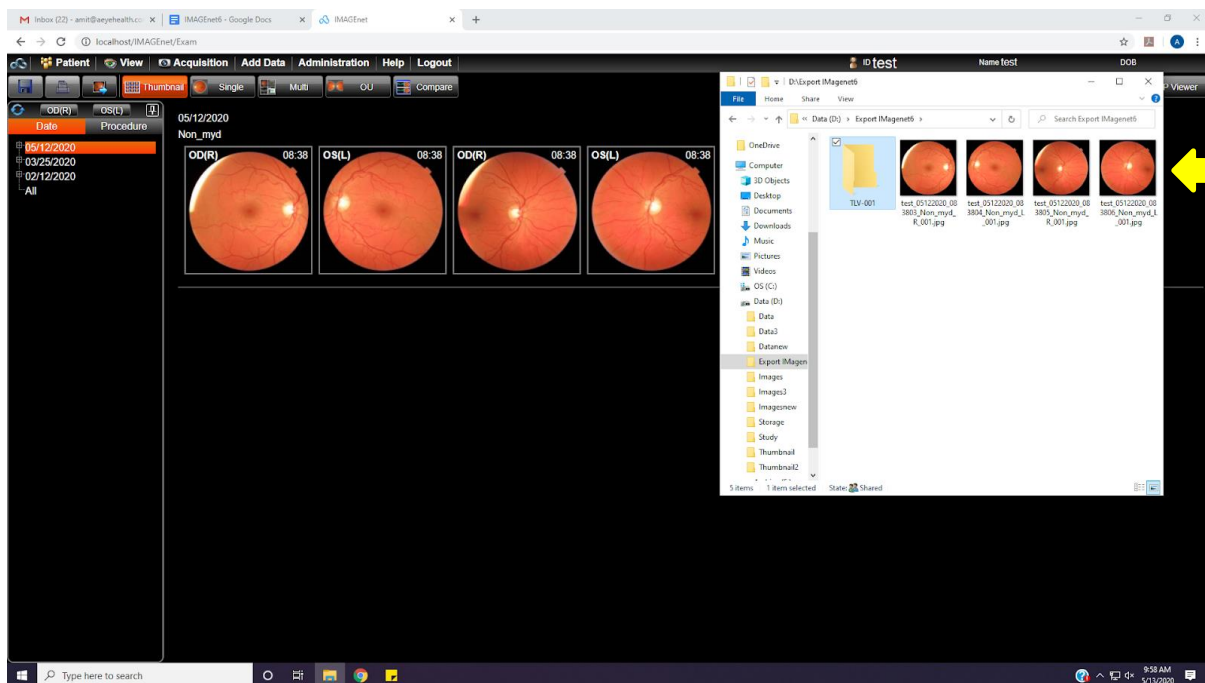 Inbox (22) - amit@aeyehealth.co
IMAGEnet6 - Google Docs
IMAGEnet
localhost/IMAGEnet/Exam
Patient View Acquisition Add Data Administration Help Logout
ID test Name test DOB
Thumbnail Single Multi OU Compare
P Viewer
OD(R) OS(L)
Date Procedure
05/12/2020
03/25/2020
02/12/2020
All
05/12/2020
Non_myd
OD(R) 08:38 OS(L) 08:38 OD(R) 08:38 OS(L) 08:38
D:\Export IMagenet6
File Home Share View
« Data (D:) › Export IMagenet6 ›
Search Export IMagenet6
OneDrive
Computer
3D Objects
Desktop
Documents
Downloads
Music
Pictures
Videos
OS (C:)
Data (D:)
Data
Data3
Datanew
Export IMagen
Images
Images3
Imagesnew
Storage
Study
Thumbnail
Thumbnail2
TLV-001
test_05122020_08
3803_Non_myd_
R_001.jpg
test_05122020_08
3804_Non_myd_L
_001.jpg
test_05122020_08
3805_Non_myd_
R_001.jpg
test_05122020_08
3806_Non_myd_L
_001.jpg
5 items 1 item selected State: Shared
Type here to search
9:58 AM
5/13/2020